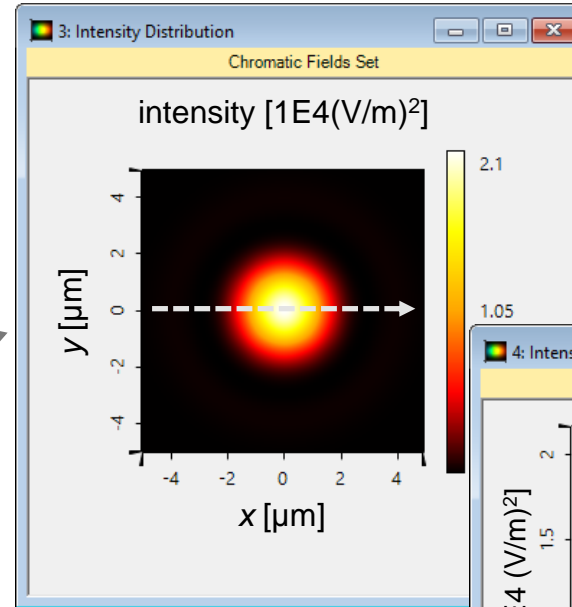 3: Intensity Distribution
Chromatic Fields Set
intensity [1E4(V/m)²]
2.1
1.05
y [µm]
4
2
0
-2
-4
-4 -2 0 2 4
x [µm]
4: Intens
2
1.5
E4 (V/m)²]